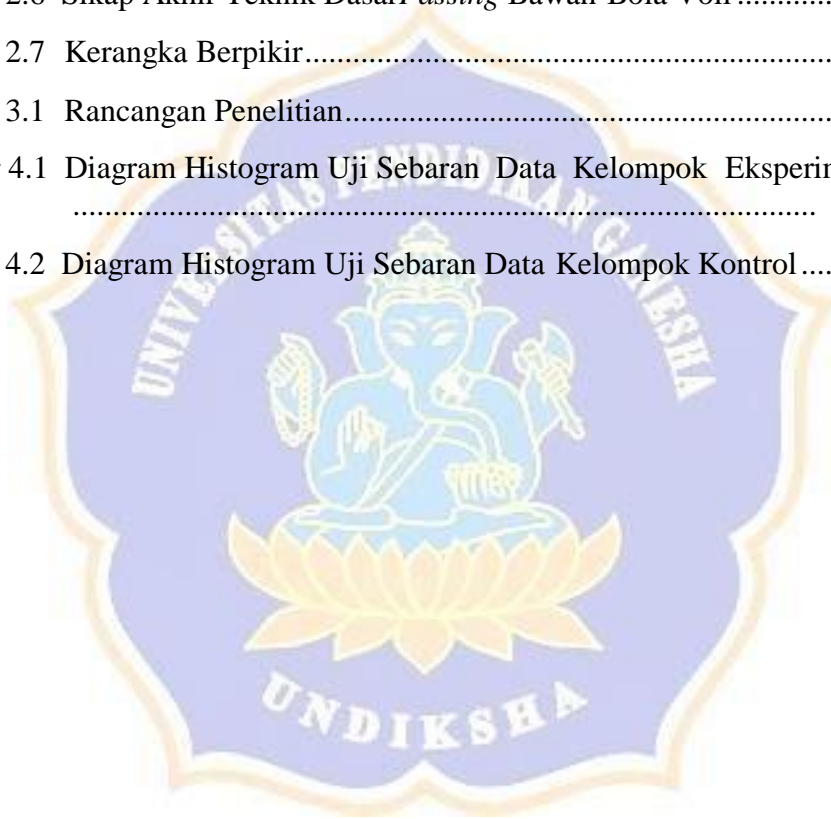 2.6 Sikap Akhir Teknik Dasar Passing Bawah Bola Voli ..............
2.7 Kerangka Berpikir.................................................................
3.1 Rancangan Penelitian............................................................
4.1 Diagram Histogram Uji Sebaran Data Kelompok Eksperin
...........................................................................................
4.2 Diagram Histogram Uji Sebaran Data Kelompok Kontrol ....
UNIVERSITAS PENDIDIKAN GANESHA
UNDIKSHA